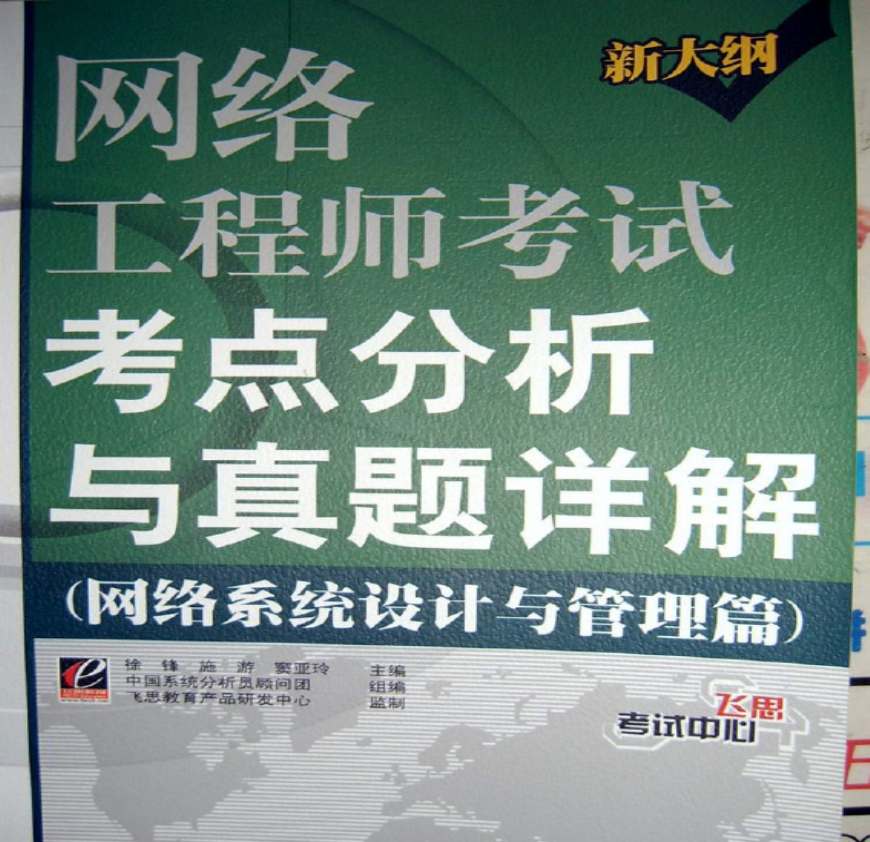 新大纲
网络
工程师考试
考点分析
与真题详解
（网络系统设计与管理篇）
徐锋 施游 窦亚玲 主编
中国系统分析员顾问团 组编
飞思教育产品研发中心 监制
飞思
考试中心